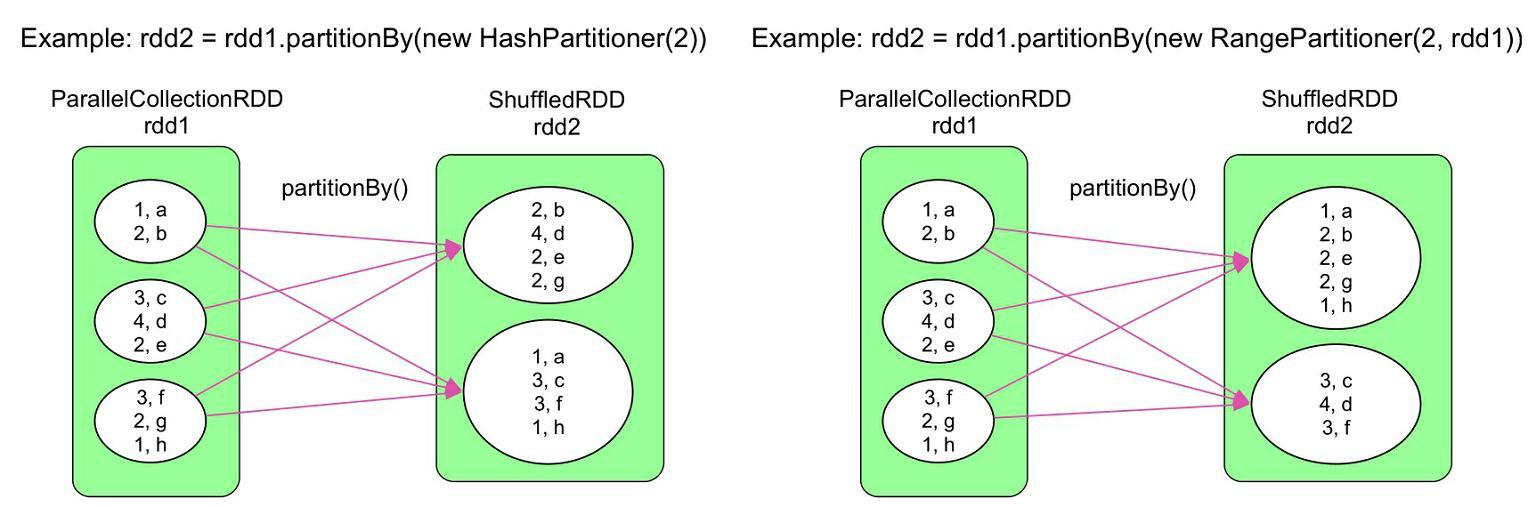 Example: rdd2 = rdd1.partitionBy(new HashPartitioner(2))
ParallelCollectionRDD
rdd1
ShuffledRDD
rdd2
partitionBy()
1, a
2, b
3, c
4, d
2, e
3, f
2, g
1, h
2, b
4, d
2, e
2, g
1, a
3, c
3, f
1, h
Example: rdd2 = rdd1.partitionBy(new RangePartitioner(2, rdd1))
ParallelCollectionRDD
rdd1
ShuffledRDD
rdd2
partitionBy()
1, a
2, b
3, c
4, d
2, e
3, f
2, g
1, h
1, a
2, b
2, e
2, g
1, h
3, c
4, d
3, f